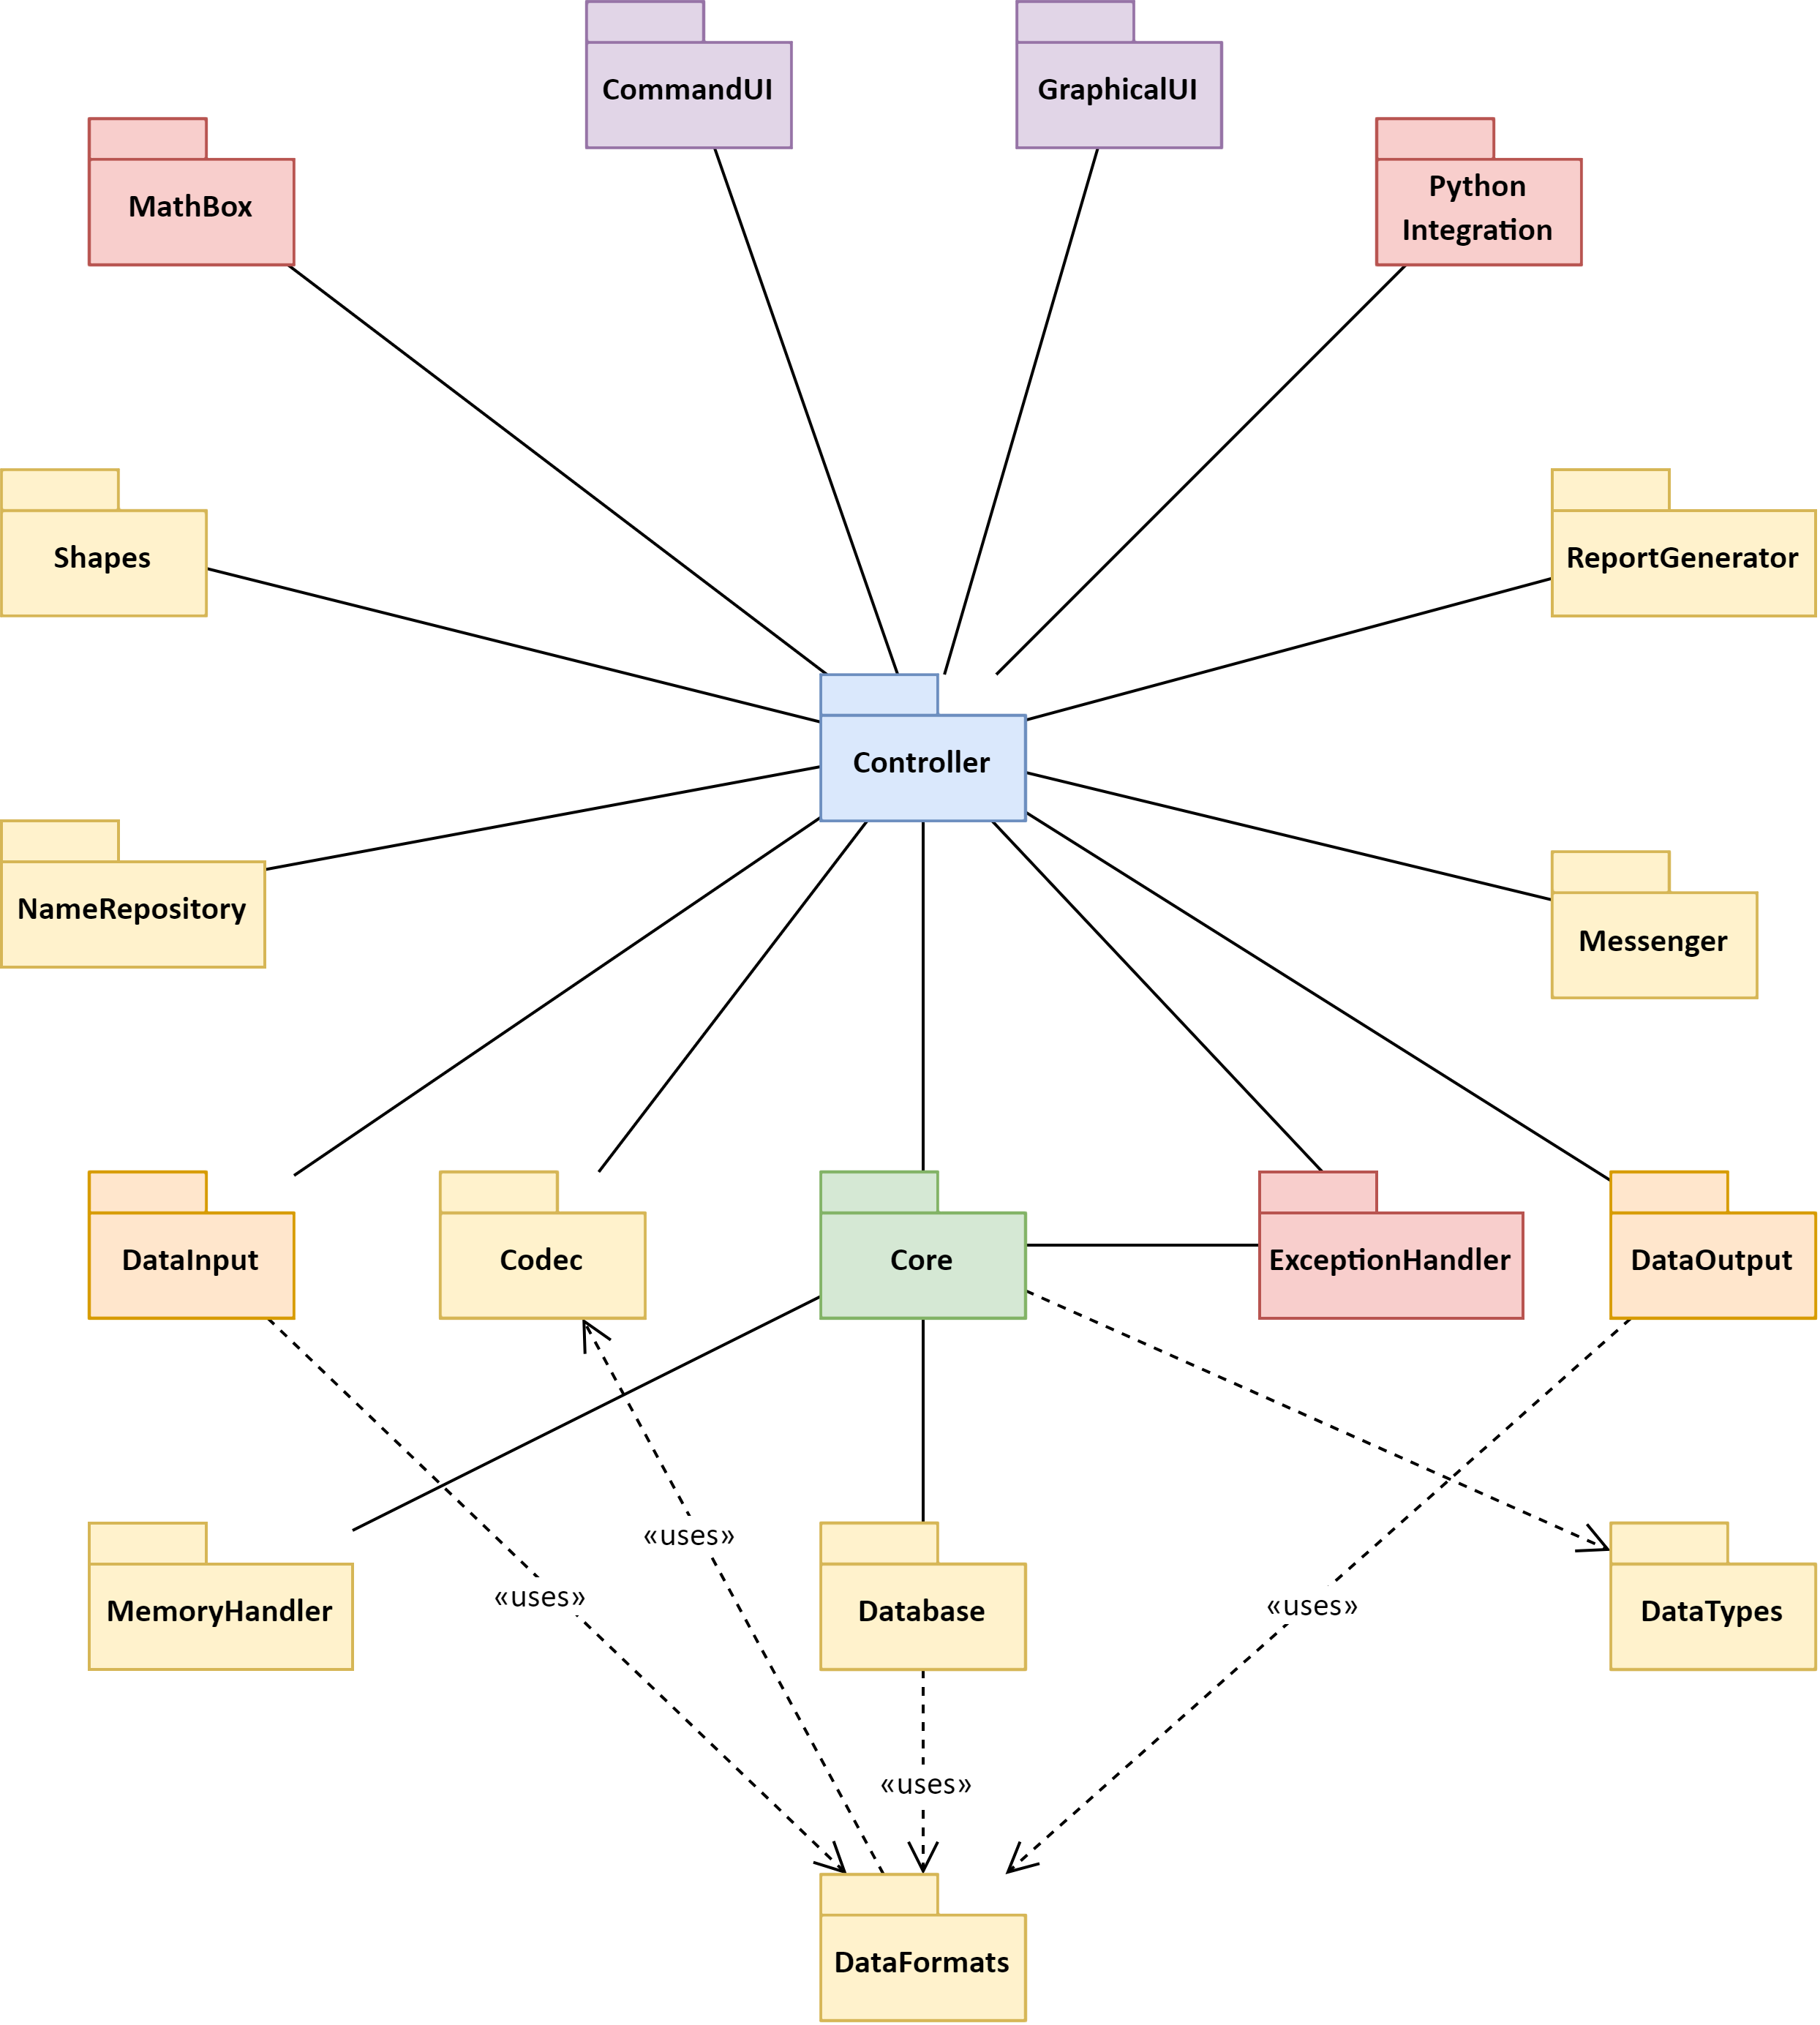 CommandUI
GraphicalUI
MathBox
Python
Integration
Shapes
ReportGenerator
Controller
NameRepository
Messenger
DataInput
Codec
Core
ExceptionHandler
DataOutput
«uses»
«uses»
«uses»
MemoryHandler
Database
DataTypes
«uses»
DataFormats